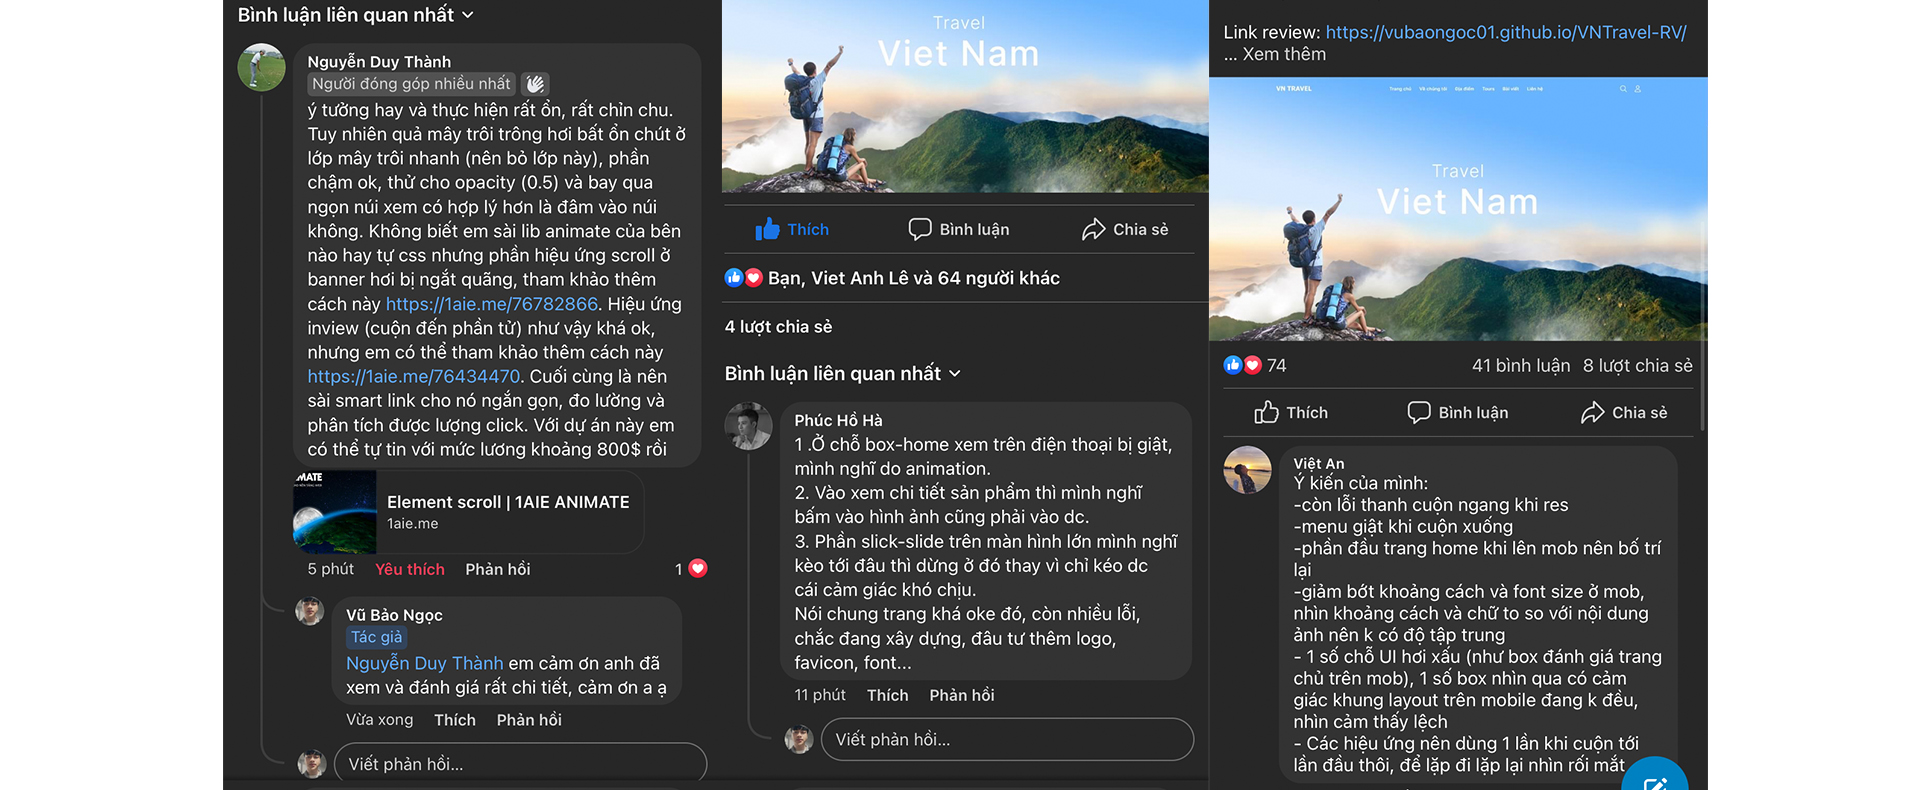 Bình luận liên quan nhất
Nguyễn Duy Thành
Người đóng góp nhiều nhất
ý tưởng hay và thực hiện rất ổn, rất chỉn chu.
Tuy nhiên quả mây trôi trông hơi bất ổn chút ở
lớp mây trôi nhanh (nên bỏ lớp này), phần
chậm ok, thử cho opacity (0.5) và bay qua
ngọn núi xem có hợp lý hơn là đâm vào núi
không. Không biết em sài lib animate của bên
nào hay tự css nhưng phần hiệu ứng scroll ở
banner hơi bị ngắt quãng, tham khảo thêm
cách này https://1aie.me/76782866. Hiệu ứng
inview (cuộn đến phần tử) như vậy khá ok,
nhưng em có thể tham khảo thêm cách này
https://1aie.me/76434470. Cuối cùng là nên
sài smart link cho nó ngắn gọn, đo lường và
phân tích được lượng click. Với dự án này em
có thể tự tin với mức lương khoảng 800$ rồi
Element scroll | 1AIE ANIMATE
1aie.me
5 phút Yêu thích Phản hồi 1
Vũ Bảo Ngọc
Tác giả
Nguyễn Duy Thành em cảm ơn anh đã
xem và đánh giá rất chi tiết, cảm ơn a ạ
Vừa xong Thích Phản hồi
Viết phản hồi...
Travel
Viet Nam
Thích Bình luận Chia sẻ
Bạn, Viet Anh Lê và 64 người khác
4 lượt chia sẻ
Bình luận liên quan nhất
Phúc Hồ Hà
1 .Ở chỗ box-home xem trên điện thoại bị giật,
mình nghĩ do animation.
2. Vào xem chi tiết sản phẩm thì mình nghĩ
bấm vào hình ảnh cũng phải vào dc.
3. Phần slick-slide trên màn hình lớn mình nghĩ
kèo tới đâu thì dừng ở đó thay vì chỉ kéo dc
cái cảm giác khó chịu.
Nói chung trang khá oke đó, còn nhiều lỗi,
chắc đang xây dựng, đâu tư thêm logo,
favicon, font...
11 phút Thích Phản hồi
Viết phản hồi...
Link review: https://vubaongoc01.github.io/VNTravel-RV/
... Xem thêm
VN TRAVEL Trang chủ Về chúng tôi Địa điểm Tours Bài viết Liên hệ
Travel
Viet Nam
74 41 bình luận 8 lượt chia sẻ
Thích Bình luận Chia sẻ
Việt An
Ý kiến của mình:
-còn lỗi thanh cuộn ngang khi res
-menu giật khi cuộn xuống
-phần đầu trang home khi lên mob nên bố trí
lại
-giảm bớt khoảng cách và font size ở mob,
nhìn khoảng cách và chữ to so với nội dung
ảnh nên k có độ tập trung
- 1 số chỗ UI hơi xấu (như box đánh giá trang
chủ trên mob), 1 số box nhìn qua có cảm
giác khung layout trên mobile đang k đều,
nhìn cảm thấy lệch
- Các hiệu ứng nên dùng 1 lần khi cuộn tới
lần đầu thôi, để lặp đi lặp lại nhìn rối mắt